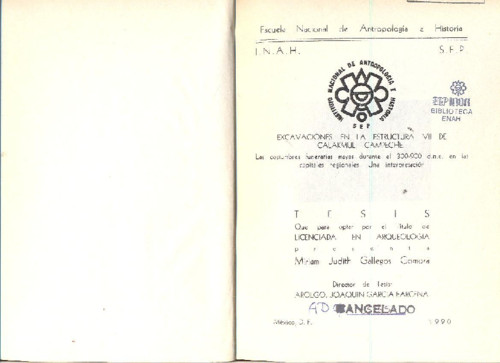 Escuela Nacional de Antropología e Historia
I.N.A.H. S.E.P.
INSTITUTO NACIONAL DE ANTROPOLOGIA E HISTORIA
S E P
BIBLIOTECA
ENAH
EXCAVACIONES EN LA ESTRUCTURA VII DE
CALAKMUL CAMPECHE
Las costumbres funerarias mayas durante el 300-900 d.n.e. en las
capitales regionales. Una interpretación
T E S I S
Que para optar por el título de
LICENCIADA EN ARQUEOLOGIA
p r e s e n t a
Miriam Judith Gallegos Gómora
Director de Tesis:
ARQLGO. JOAQUIN GARCIA BARCENA
CANGELADO
México, D. F. 1990